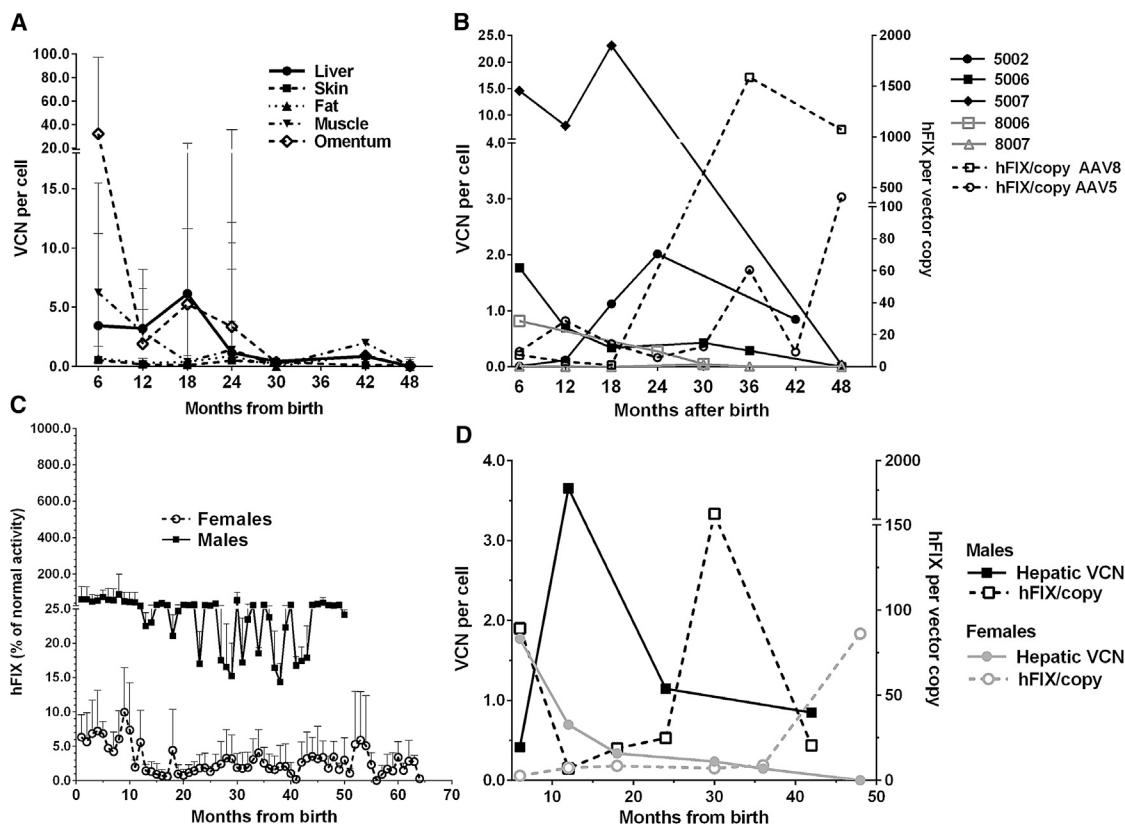 A
100.0
80.0
60.0
40.0
20.0
15.0
10.0
5.0
0.0
VCN per cell
6 12 18 24 30 36 42 48
Months from birth
Liver
Skin
Fat
Muscle
Omentum
B
25.0
20.0
15.0
10.0
5.0
4.0
3.0
2.0
1.0
0.0
VCN per cell
6 12 18 24 30 36 42 48
Months after birth
2000
1500
1000
500
100
80
60
40
20
0
hFIX per vector copy
5002
5006
5007
8006
8007
hFIX/copy AAV8
hFIX/copy AAV5
C
1000.0
800.0
600.0
400.0
200.0
25.0
20.0
15.0
10.0
5.0
0.0
hFIX (% of normal activity)
0 10 20 30 40 50 60 70
Months from birth
Females
Males
D
4.0
3.0
2.0
1.0
0.0
VCN per cell
10 20 30 40 50
Months from birth
2000
150
100
50
0
hFIX per vector copy
Males
Hepatic VCN
hFIX/copy
Females
Hepatic VCN
hFIX/copy